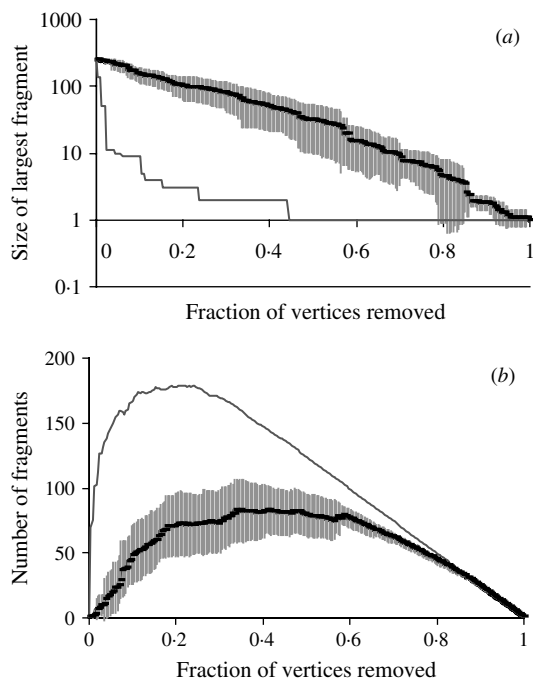 1000
(a)
100
10
1
0·1
Size of largest fragment
0 0·2 0·4 0·6 0·8 1
Fraction of vertices removed
200
(b)
150
100
50
0
Number of fragments
0 0·2 0·4 0·6 0·8 1
Fraction of vertices removed